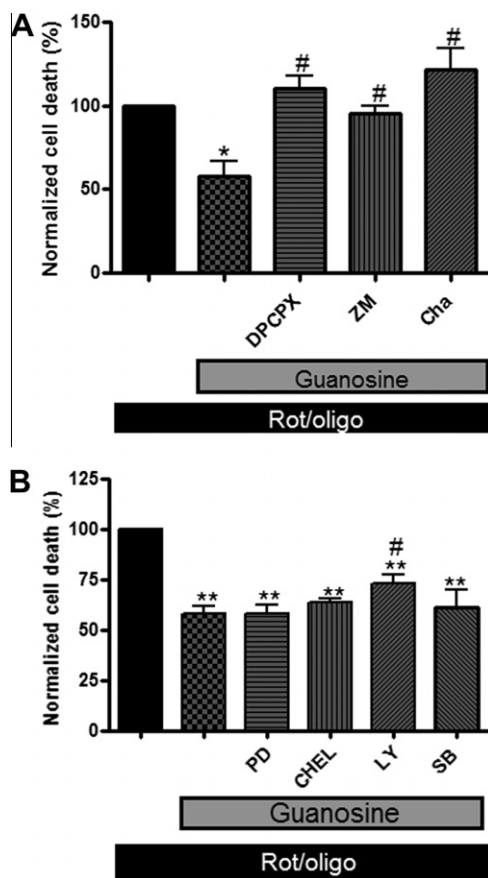 A
Normalized cell death (%)
150
100
50
0
*
#
#
#
DPCPX
ZM
Cha
Guanosine
Rot/oligo
B
Normalized cell death (%)
125
100
75
50
25
0
**
**
**
#
**
**
PD
CHEL
LY
SB
Guanosine
Rot/oligo